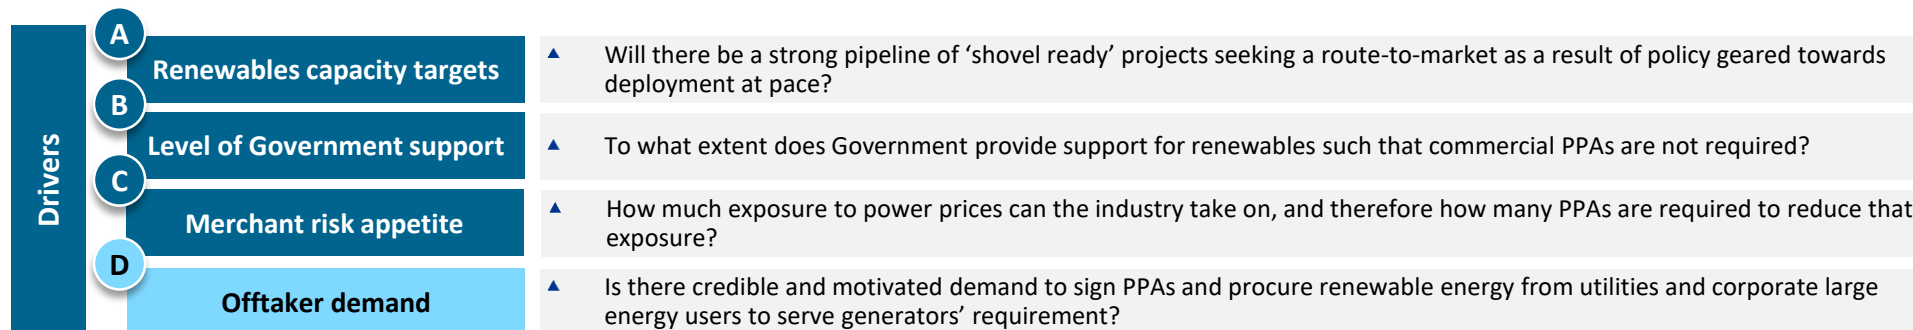 Drivers
A
Renewables capacity targets
Will there be a strong pipeline of ‘shovel ready’ projects seeking a route-to-market as a result of policy geared towards
deployment at pace?
B
Level of Government support
To what extent does Government provide support for renewables such that commercial PPAs are not required?
C
Merchant risk appetite
How much exposure to power prices can the industry take on, and therefore how many PPAs are required to reduce that
exposure?
D
Offtaker demand
Is there credible and motivated demand to sign PPAs and procure renewable energy from utilities and corporate large
energy users to serve generators’ requirement?